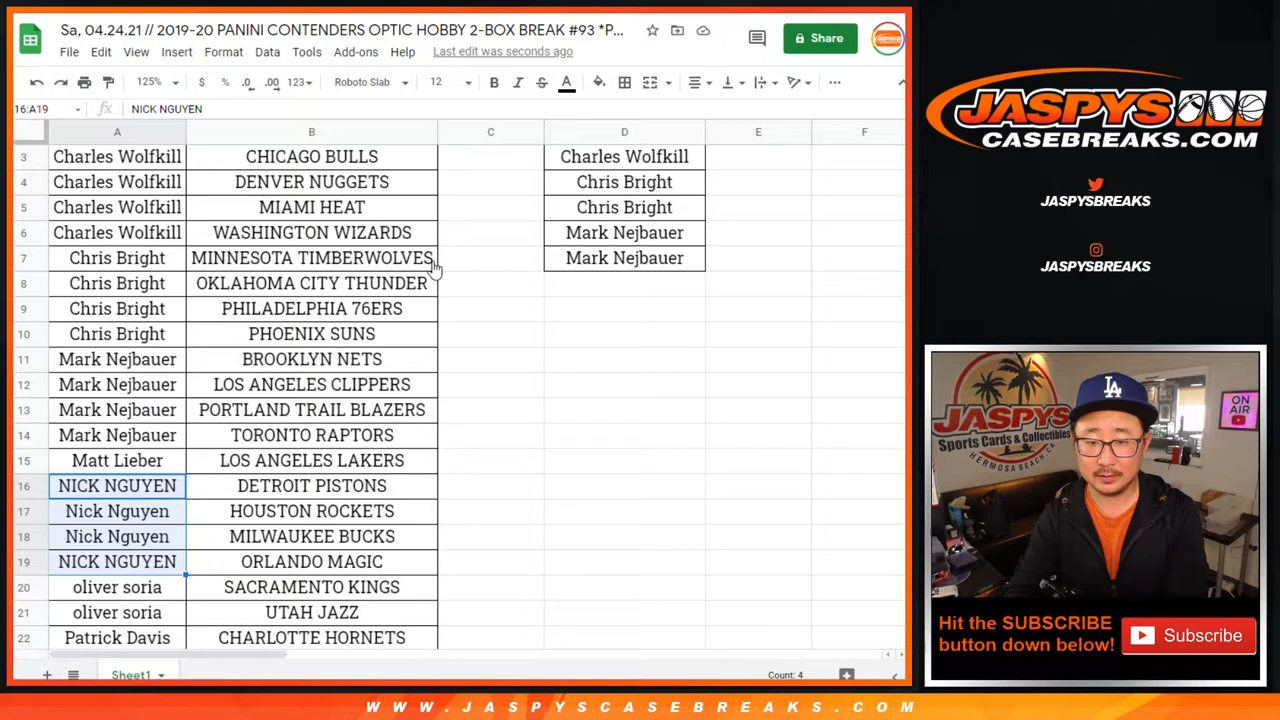 Sa, 04.24.21 // 2019-20 PANINI CONTENDERS OPTIC HOBBY 2-BOX BREAK #93 *P...
File Edit View Insert Format Data Tools Add-ons Help Last edit was seconds ago
Share
125% $ % .0 .00 123 Roboto Slab 12 B I S A
16:A19 fx NICK NGUYEN
A B C D E F
3 Charles Wolfkill CHICAGO BULLS Charles Wolfkill
4 Charles Wolfkill DENVER NUGGETS Chris Bright
5 Charles Wolfkill MIAMI HEAT Chris Bright
6 Charles Wolfkill WASHINGTON WIZARDS Mark Nejbauer
7 Chris Bright MINNESOTA TIMBERWOLVES Mark Nejbauer
8 Chris Bright OKLAHOMA CITY THUNDER
9 Chris Bright PHILADELPHIA 76ERS
10 Chris Bright PHOENIX SUNS
11 Mark Nejbauer BROOKLYN NETS
12 Mark Nejbauer LOS ANGELES CLIPPERS
13 Mark Nejbauer PORTLAND TRAIL BLAZERS
14 Mark Nejbauer TORONTO RAPTORS
15 Matt Lieber LOS ANGELES LAKERS
16 NICK NGUYEN DETROIT PISTONS
17 Nick Nguyen HOUSTON ROCKETS
18 Nick Nguyen MILWAUKEE BUCKS
19 NICK NGUYEN ORLANDO MAGIC
20 oliver soria SACRAMENTO KINGS
21 oliver soria UTAH JAZZ
22 Patrick Davis CHARLOTTE HORNETS
Sheet1
Count: 4
JASPYS
CASEBREAKS.COM
JASPYSBREAKS
JASPYSBREAKS
JASPYS
Sports Cards & Collectibles
HERMOSA BEACH, CA
LA
ON
AIR
Hit the SUBSCRIBE
button down below!
Subscribe
WWW.JASPYSCASEBREAKS.COM